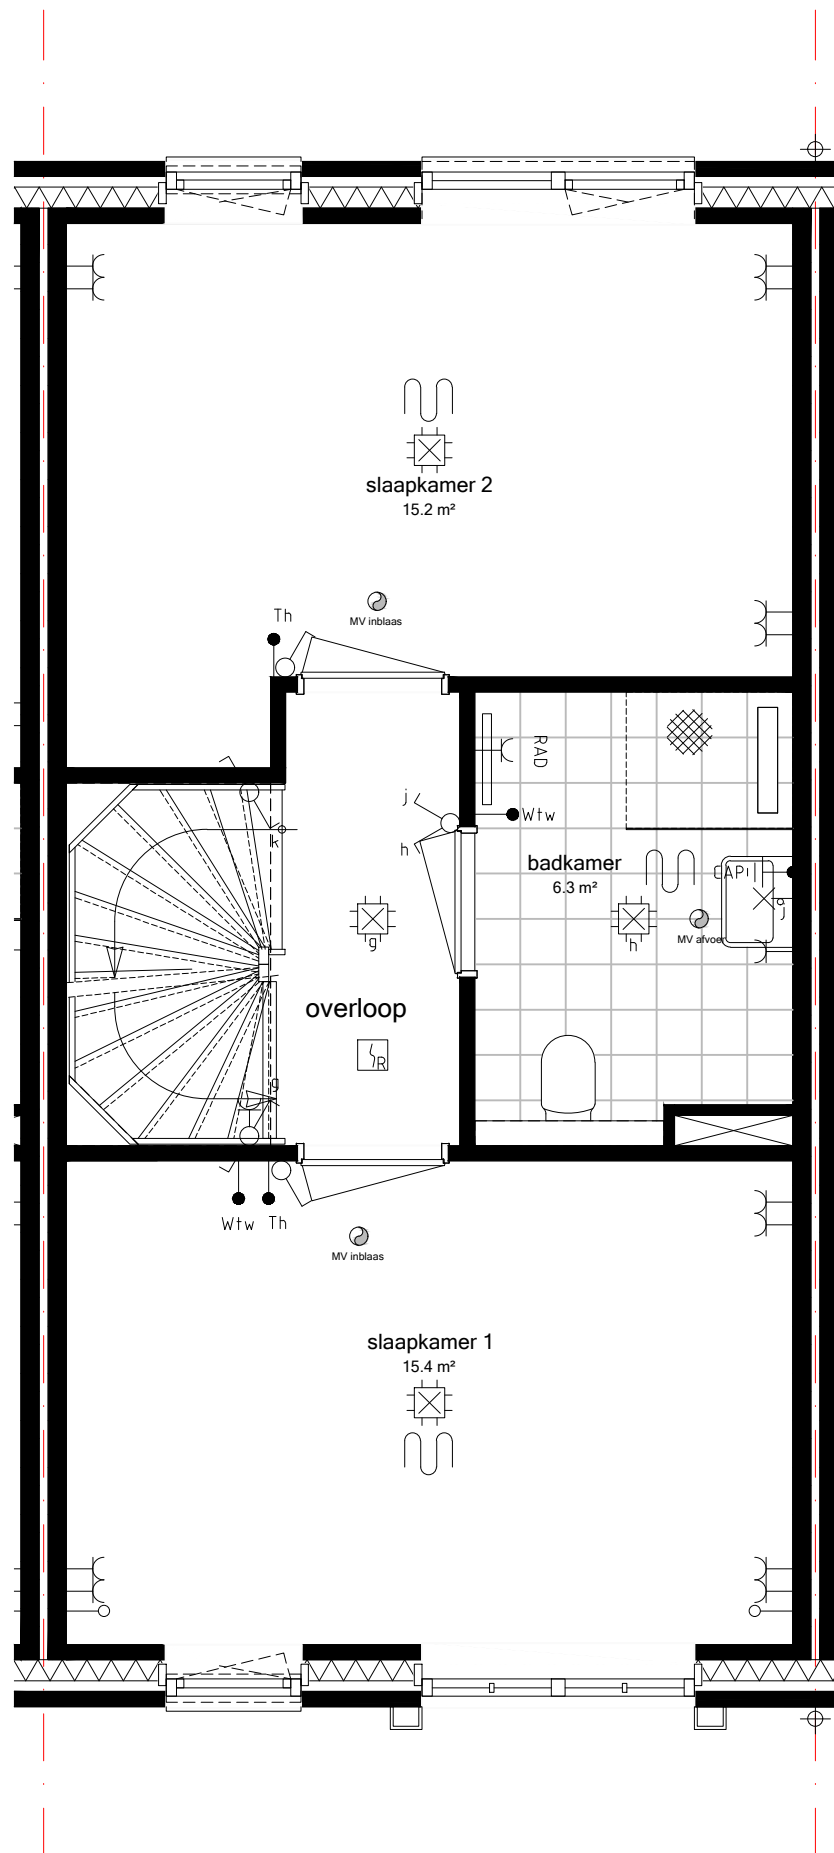 slaapkamer 2
15.2 m²
MV inblaas
Th
RAD
Wtw
j
h
k
badkamer
6.3 m²
CAP
j
MV afvoer
h
g
overloop
R
g
Wtw
Th
MV inblaas
slaapkamer 1
15.4 m²